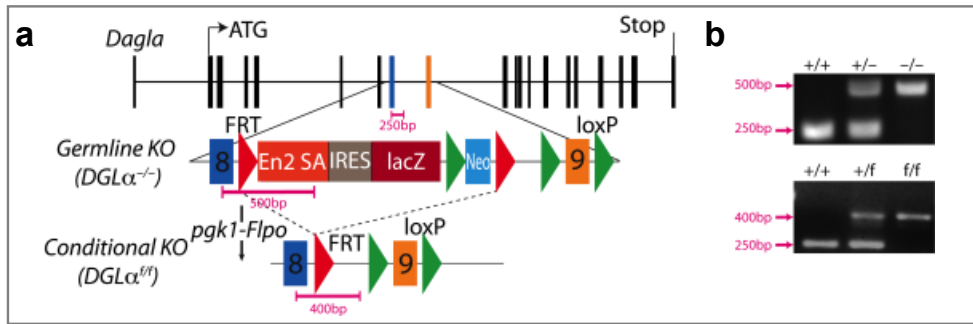 a
Dagla
ATG
Stop
250bp
FRT
loxP
Germline KO
(DGLα⁻/⁻)
8
En2 SA
IRES
lacZ
Neo
9
500bp
pgk1-Flpo
Conditional KO
(DGLαᶠ/ᶠ)
8
FRT
loxP
9
400bp
b
+/+ +/− −/−
500bp
250bp
+/+ +/f f/f
400bp
250bp